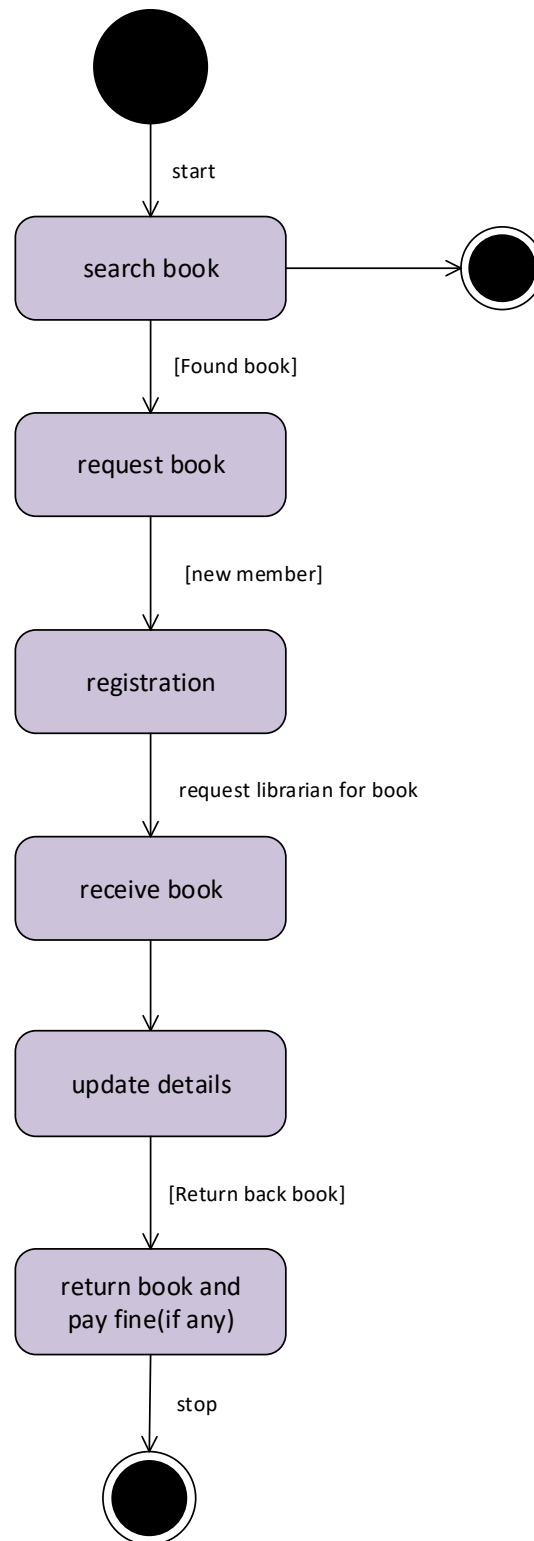 start
search book
[Found book]
request book
[new member]
registration
request librarian for book
receive book
update details
[Return back book]
return book and
pay fine(if any)
stop